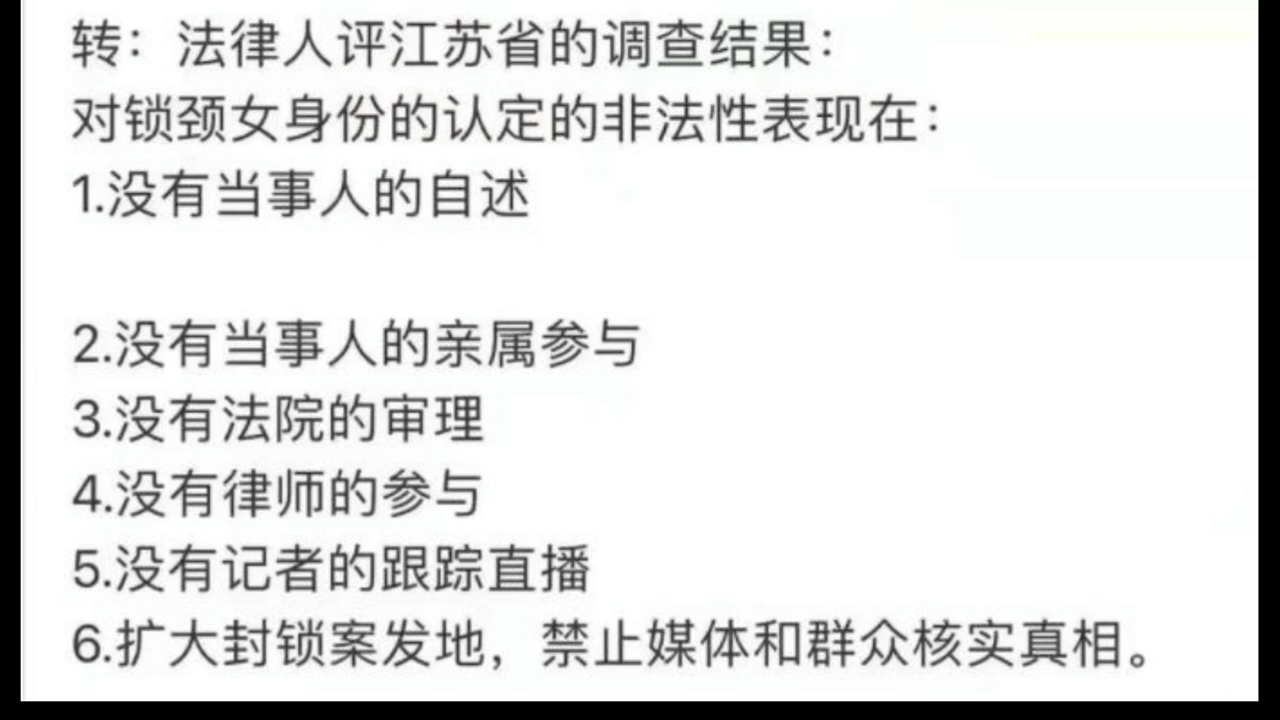 转：法律人评江苏省的调查结果：
对锁颈女身份的认定的非法性表现在：
1.没有当事人的自述
2.没有当事人的亲属参与
3.没有法院的审理
4.没有律师的参与
5.没有记者的跟踪直播
6.扩大封锁案发地，禁止媒体和群众核实真相。